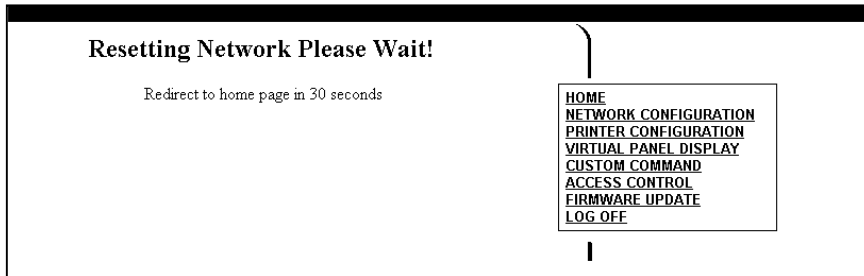 Resetting Network Please Wait!
Redirect to home page in 30 seconds
HOME
NETWORK CONFIGURATION
PRINTER CONFIGURATION
VIRTUAL PANEL DISPLAY
CUSTOM COMMAND
ACCESS CONTROL
FIRMWARE UPDATE
LOG OFF